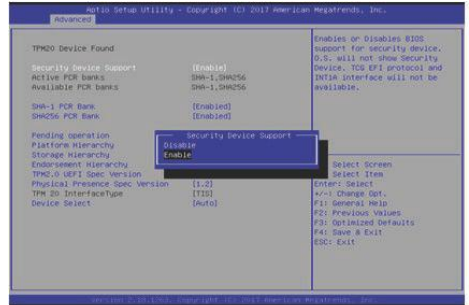 Aptio Setup Utility - Copyright (C) 2017 American Megatrends, Inc.
Advanced
TPM20 Device Found
Security Device Support [Enable]
Active PCR banks SHA-1,SHA256
Available PCR banks SHA-1,SHA256
SHA-1 PCR Bank [Enabled]
SHA256 PCR Bank [Enabled]
Pending operation
Platform Hierarchy
Storage Hierarchy
Endorsement Hierarchy
TPM2.0 UEFI Spec Version
Physical Presence Spec Version [1.2]
TPM 20 InterfaceType [TIS]
Device Select [Auto]
Security Device Support
Disable
Enable
Enables or Disables BIOS
support for security device.
O.S. will not show Security
Device. TCG EFI protocol and
INT1A interface will not be
available.
Select Screen
Select Item
Enter: Select
+/-: Change Opt.
F1: General Help
F2: Previous Values
F3: Optimized Defaults
F4: Save & Exit
ESC: Exit
Copyright (C) 2017 American Megatrends, Inc.